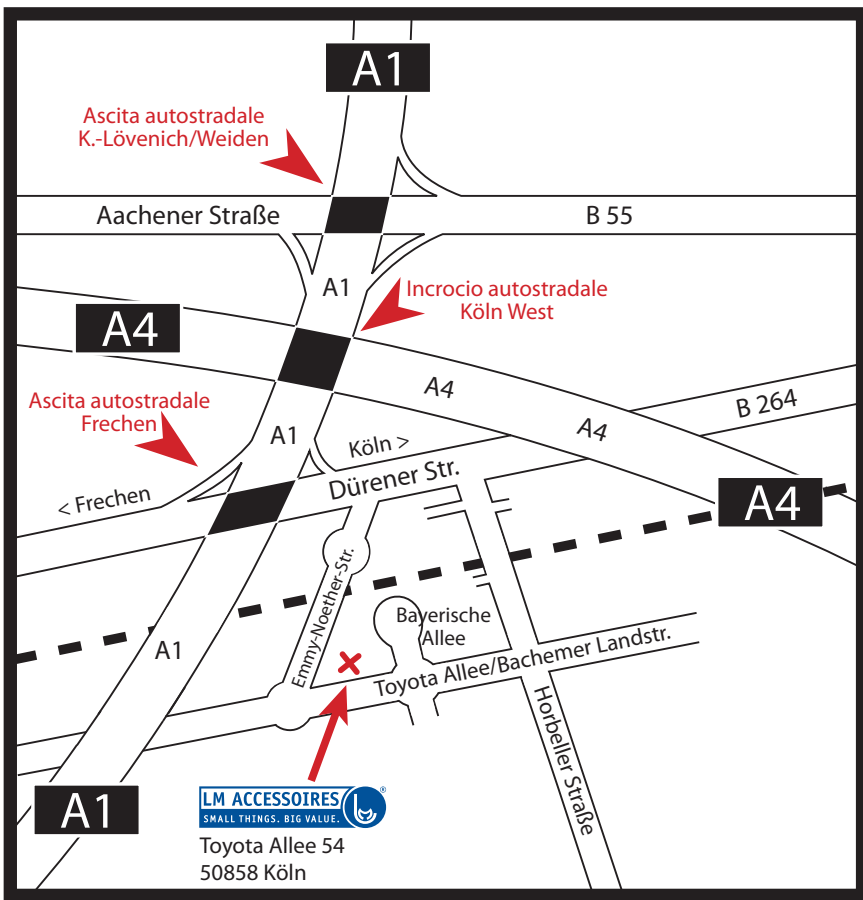 A1
Ascita autostradale
K.-Lövenich/Weiden
Aachener Straße
B 55
A1
Incrocio autostradale
Köln West
A4
A4
Ascita autostradale
Frechen
B 264
A4
A1
Köln >
Dürener Str.
< Frechen
A4
Emmy-Noether-Str.
Bayerische
Allee
A1
Toyota Allee/Bachemer Landstr.
Horbeller Straße
A1
LM ACCESSOIRES
®
SMALL THINGS. BIG VALUE.
Toyota Allee 54
50858 Köln